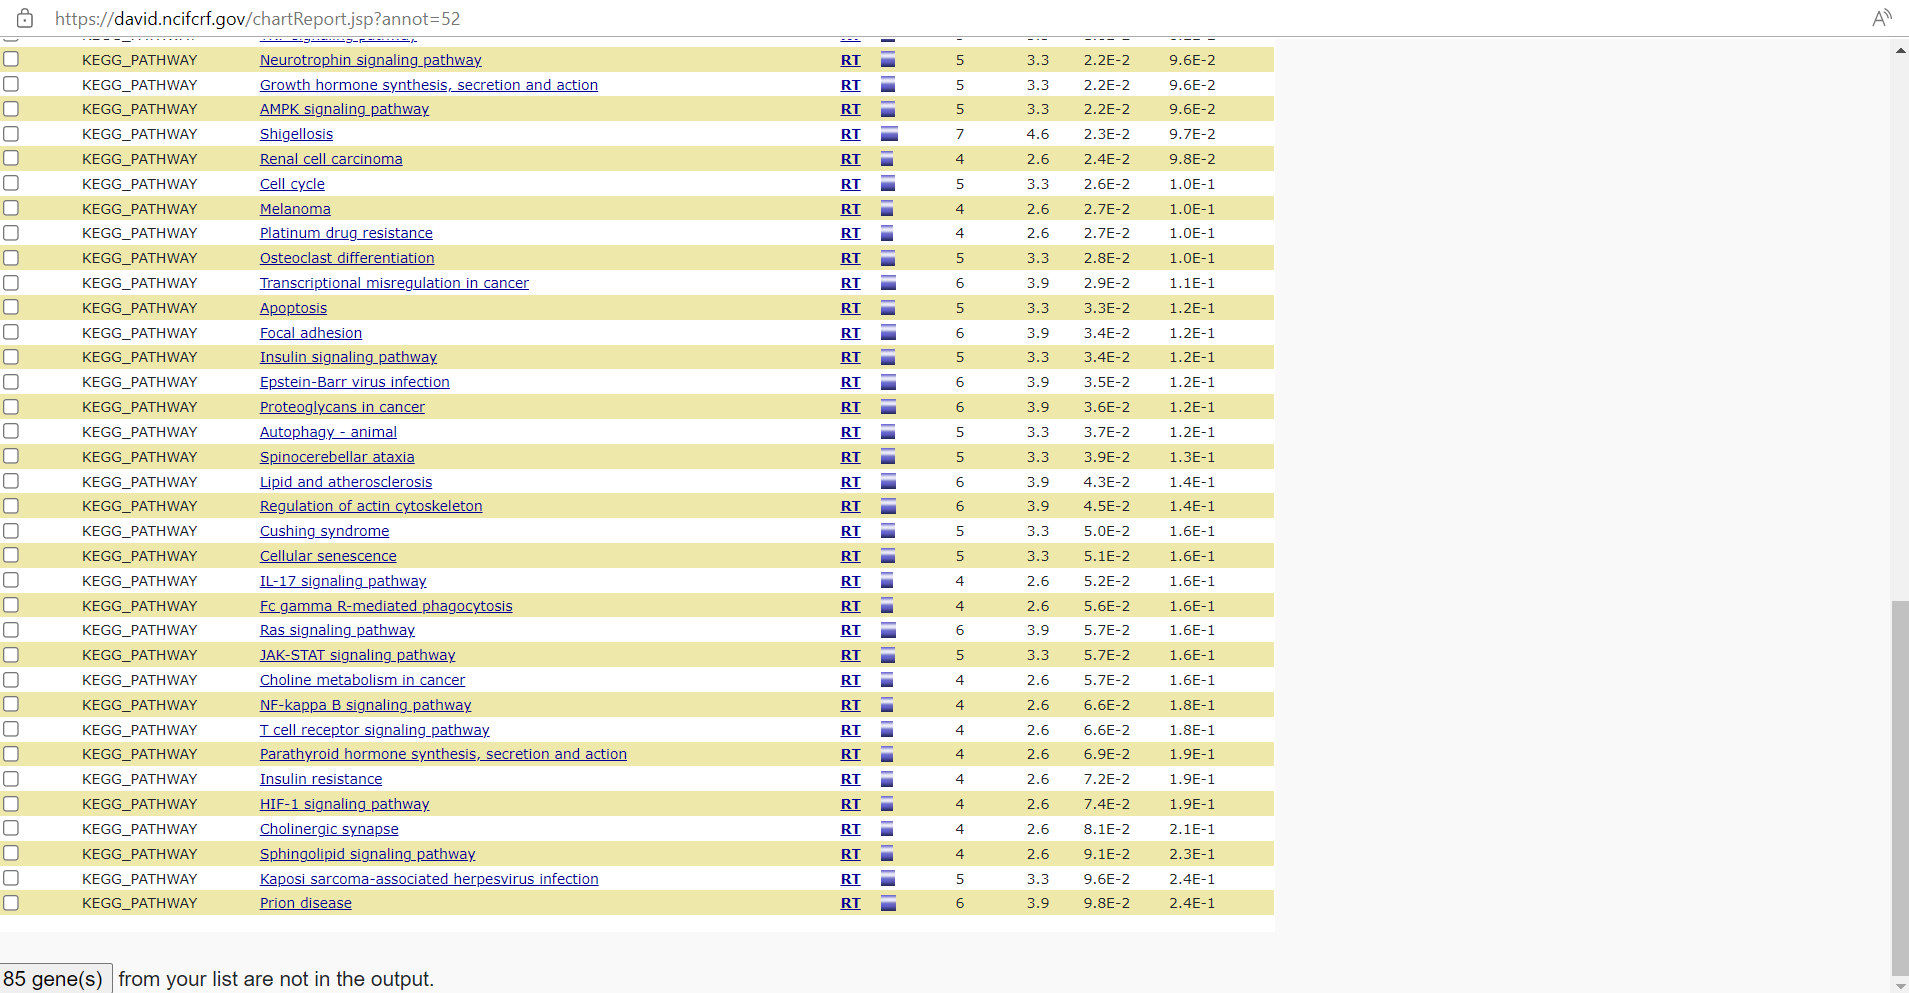 https://david.ncifcrf.gov/chartReport.jsp?annot=52
KEGG_PATHWAY Neurotrophin signaling pathway RT 5 3.3 2.2E-2 9.6E-2
KEGG_PATHWAY Growth hormone synthesis, secretion and action RT 5 3.3 2.2E-2 9.6E-2
KEGG_PATHWAY AMPK signaling pathway RT 5 3.3 2.2E-2 9.6E-2
KEGG_PATHWAY Shigellosis RT 7 4.6 2.3E-2 9.7E-2
KEGG_PATHWAY Renal cell carcinoma RT 4 2.6 2.4E-2 9.8E-2
KEGG_PATHWAY Cell cycle RT 5 3.3 2.6E-2 1.0E-1
KEGG_PATHWAY Melanoma RT 4 2.6 2.7E-2 1.0E-1
KEGG_PATHWAY Platinum drug resistance RT 4 2.6 2.7E-2 1.0E-1
KEGG_PATHWAY Osteoclast differentiation RT 5 3.3 2.8E-2 1.0E-1
KEGG_PATHWAY Transcriptional misregulation in cancer RT 6 3.9 2.9E-2 1.1E-1
KEGG_PATHWAY Apoptosis RT 5 3.3 3.3E-2 1.2E-1
KEGG_PATHWAY Focal adhesion RT 6 3.9 3.4E-2 1.2E-1
KEGG_PATHWAY Insulin signaling pathway RT 5 3.3 3.4E-2 1.2E-1
KEGG_PATHWAY Epstein-Barr virus infection RT 6 3.9 3.5E-2 1.2E-1
KEGG_PATHWAY Proteoglycans in cancer RT 6 3.9 3.6E-2 1.2E-1
KEGG_PATHWAY Autophagy - animal RT 5 3.3 3.7E-2 1.2E-1
KEGG_PATHWAY Spinocerebellar ataxia RT 5 3.3 3.9E-2 1.3E-1
KEGG_PATHWAY Lipid and atherosclerosis RT 6 3.9 4.3E-2 1.4E-1
KEGG_PATHWAY Regulation of actin cytoskeleton RT 6 3.9 4.5E-2 1.4E-1
KEGG_PATHWAY Cushing syndrome RT 5 3.3 5.0E-2 1.6E-1
KEGG_PATHWAY Cellular senescence RT 5 3.3 5.1E-2 1.6E-1
KEGG_PATHWAY IL-17 signaling pathway RT 4 2.6 5.2E-2 1.6E-1
KEGG_PATHWAY Fc gamma R-mediated phagocytosis RT 4 2.6 5.6E-2 1.6E-1
KEGG_PATHWAY Ras signaling pathway RT 6 3.9 5.7E-2 1.6E-1
KEGG_PATHWAY JAK-STAT signaling pathway RT 5 3.3 5.7E-2 1.6E-1
KEGG_PATHWAY Choline metabolism in cancer RT 4 2.6 5.7E-2 1.6E-1
KEGG_PATHWAY NF-kappa B signaling pathway RT 4 2.6 6.6E-2 1.8E-1
KEGG_PATHWAY T cell receptor signaling pathway RT 4 2.6 6.6E-2 1.8E-1
KEGG_PATHWAY Parathyroid hormone synthesis, secretion and action RT 4 2.6 6.9E-2 1.9E-1
KEGG_PATHWAY Insulin resistance RT 4 2.6 7.2E-2 1.9E-1
KEGG_PATHWAY HIF-1 signaling pathway RT 4 2.6 7.4E-2 1.9E-1
KEGG_PATHWAY Cholinergic synapse RT 4 2.6 8.1E-2 2.1E-1
KEGG_PATHWAY Sphingolipid signaling pathway RT 4 2.6 9.1E-2 2.3E-1
KEGG_PATHWAY Kaposi sarcoma-associated herpesvirus infection RT 5 3.3 9.6E-2 2.4E-1
KEGG_PATHWAY Prion disease RT 6 3.9 9.8E-2 2.4E-1
85 gene(s) from your list are not in the output.